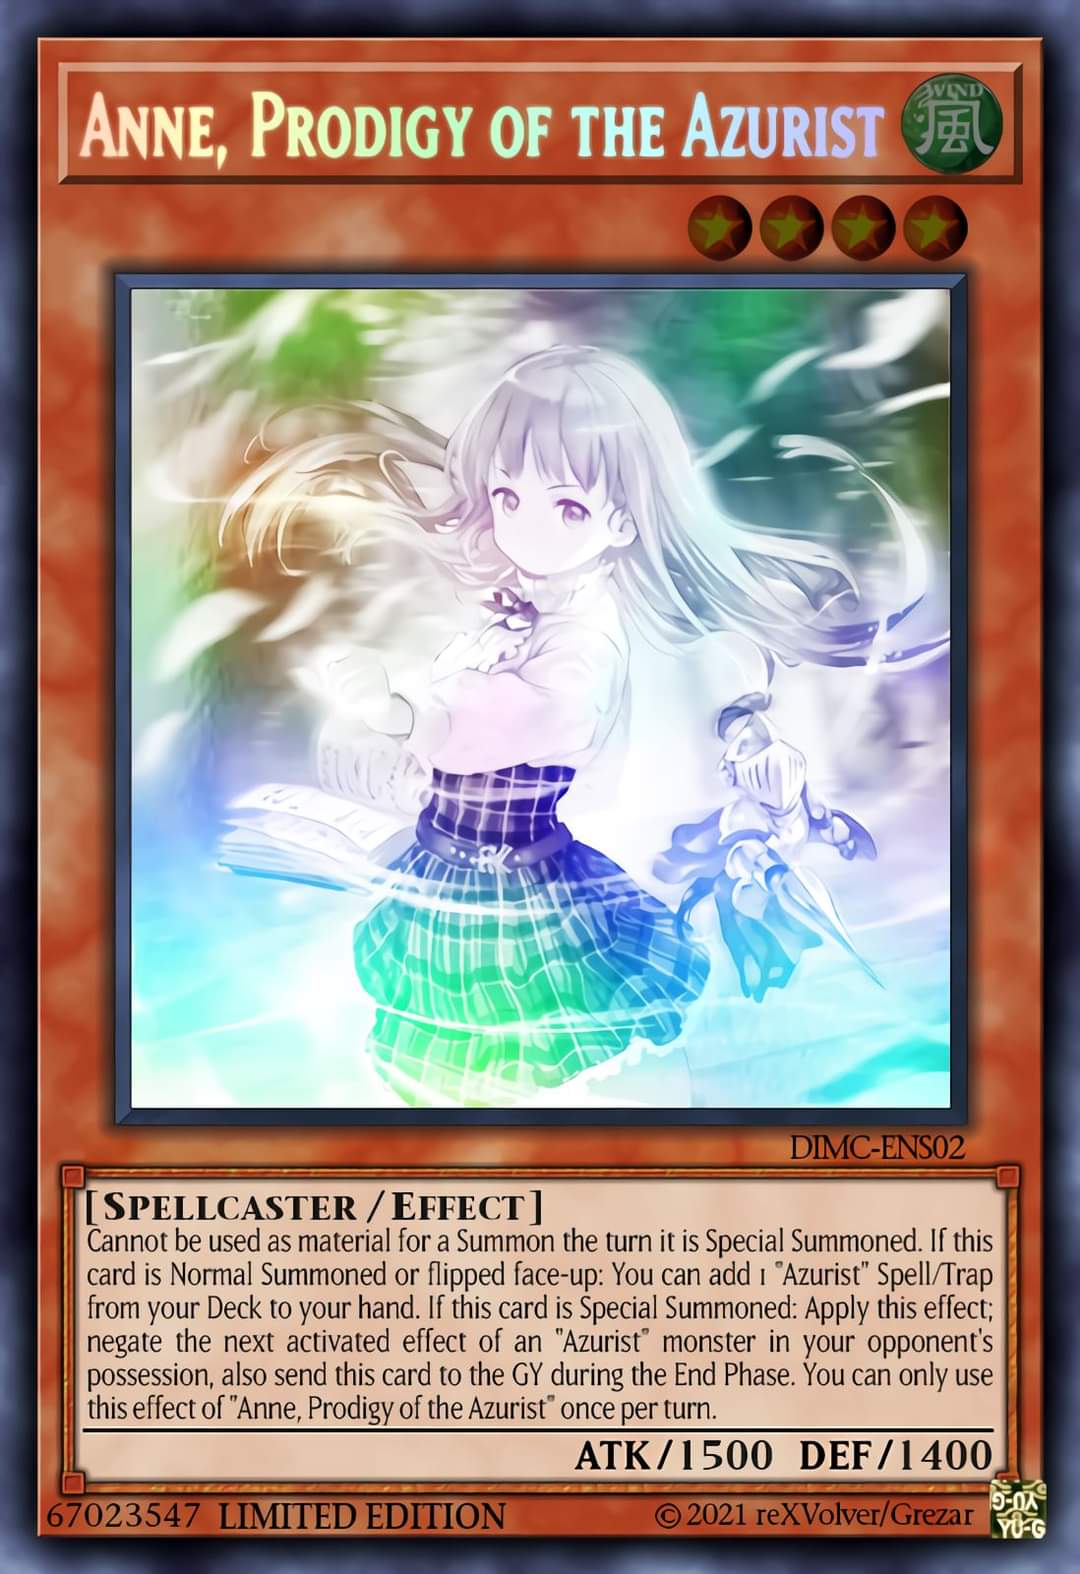 ANNE, PRODIGY OF THE AZURIST
WIND
風
DIMC-ENS02
[SPELLCASTER / EFFECT]
Cannot be used as material for a Summon the turn it is Special Summoned. If this
card is Normal Summoned or flipped face-up: You can add 1 "Azurist" Spell/Trap
from your Deck to your hand. If this card is Special Summoned: Apply this effect;
negate the next activated effect of an "Azurist" monster in your opponent's
possession, also send this card to the GY during the End Phase. You can only use
this effect of "Anne, Prodigy of the Azurist" once per turn.
ATK/1500 DEF/1400
67023547 LIMITED EDITION
© 2021 reXVolver/Grezar
YU-G
YU-G